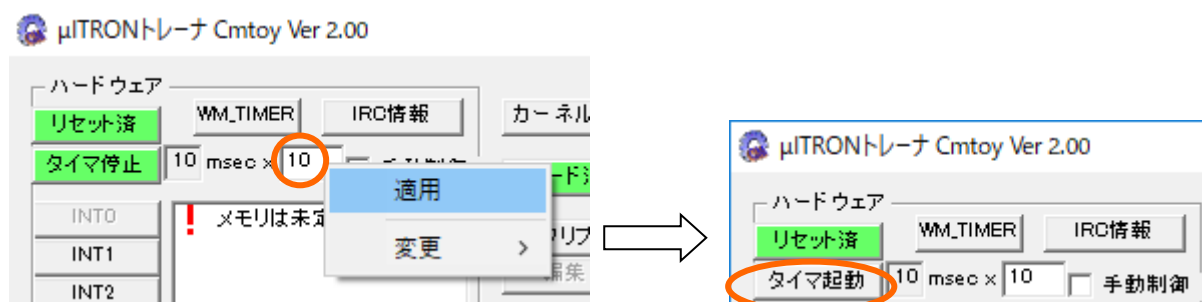 μITRONトレーナ Cmtoy Ver 2.00
ハードウェア
リセット済 WM_TIMER IRC情報 カーネル
タイマ停止 10 msec x 10
適用
INT0 メモリは未
変更 >
INT1
編集
INT2
μITRONトレーナ Cmtoy Ver 2.00
ハードウェア
リセット済 WM_TIMER IRC情報
タイマ起動 10 msec x 10 手動制御